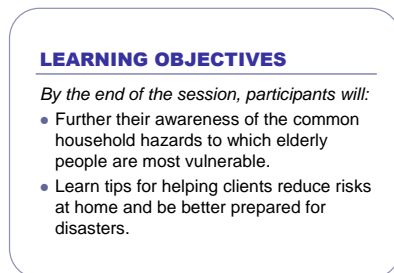 LEARNING OBJECTIVES
By the end of the session, participants will:
• Further their awareness of the common
household hazards to which elderly
people are most vulnerable.
• Learn tips for helping clients reduce risks
at home and be better prepared for
disasters.